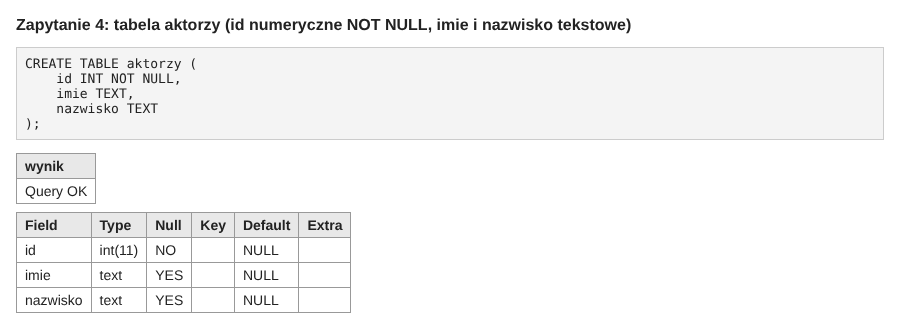 Zapytanie 4: tabela aktorzy (id numeryczne NOT NULL, imie i nazwisko tekstowe)
CREATE TABLE aktorzy (
    id INT NOT NULL,
    imie TEXT,
    nazwisko TEXT
);
wynik
Query OK
Field Type Null Key Default Extra
id int(11) NO NULL
imie text YES NULL
nazwisko text YES NULL